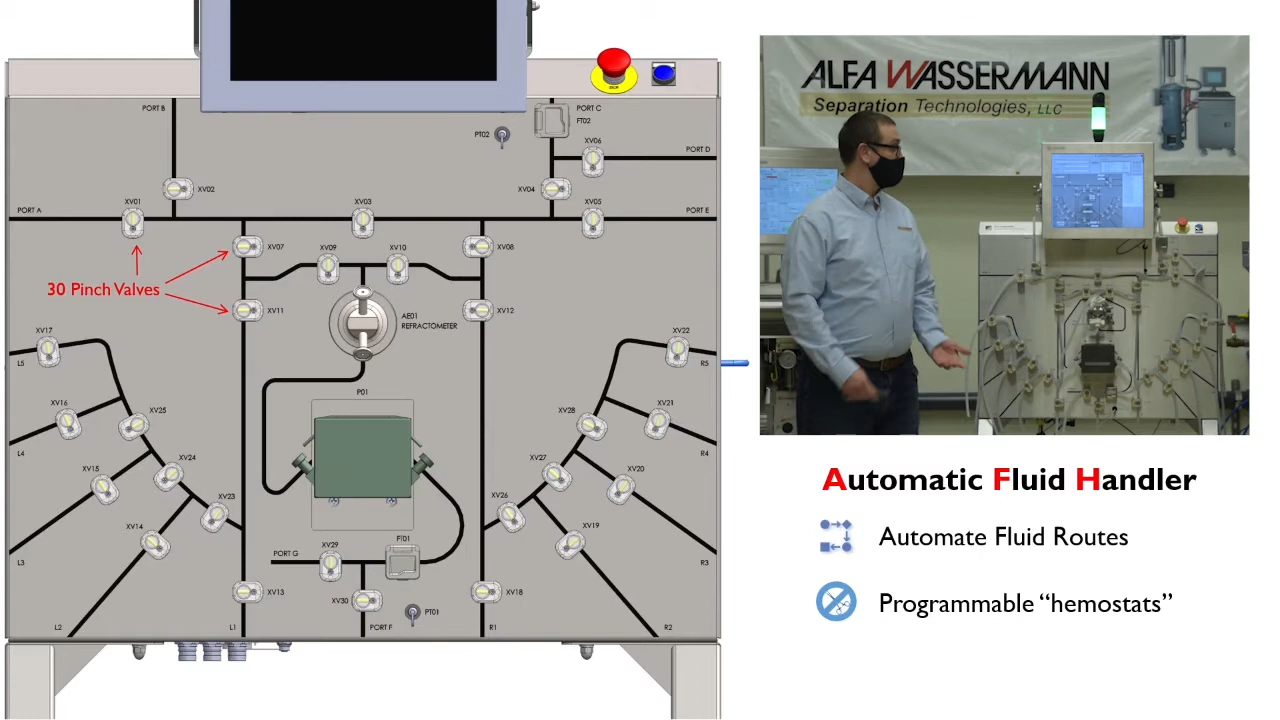 PORT B
PORT C
FT02
PT02
XV06
PORT D
XV02
XV04
PORT A
XV01
XV03
XV05
PORT E
XV07
XV09
XV10
XV08
30 Pinch Valves
XV11
XV12
AE01
REFRACTOMETER
XV17
XV22
L5
R5
P01
XV16
XV25
XV28
XV21
L4
R4
XV24
XV27
XV15
XV20
XV23
XV26
XV14
XV19
PORT G
XV29
FI01
L3
R3
XV13
XV30
PT01
XV18
L2
L1
PORT F
R1
R2
ALFA WASSERMANN
Separation Technologies, LLC
Automatic Fluid Handler
Automate Fluid Routes
Programmable “hemostats”